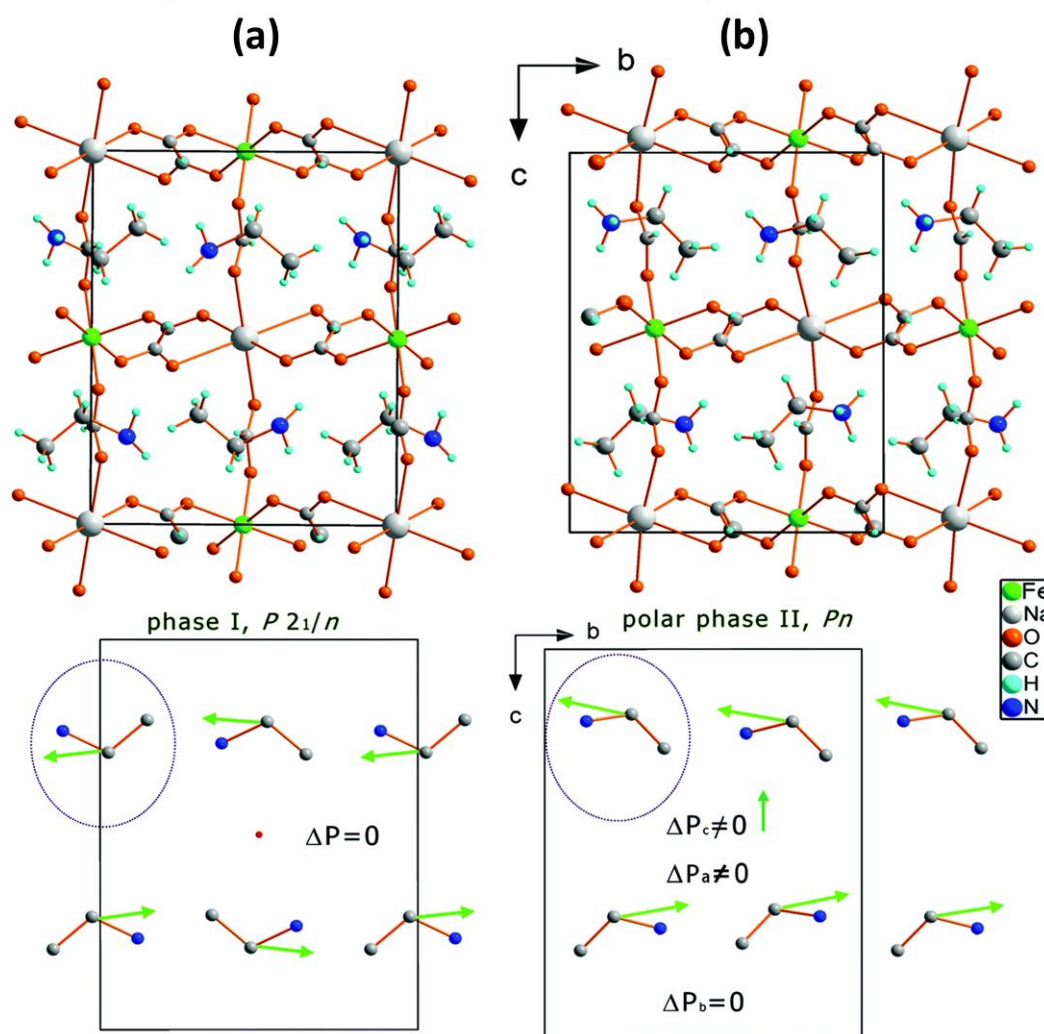 (a)
(b)
b
c
Fe
Na
O
C
H
N
phase I, P 2₁/n
polar phase II, Pn
b
c
ΔP=0
ΔPc≠0
ΔPa≠0
ΔPb=0